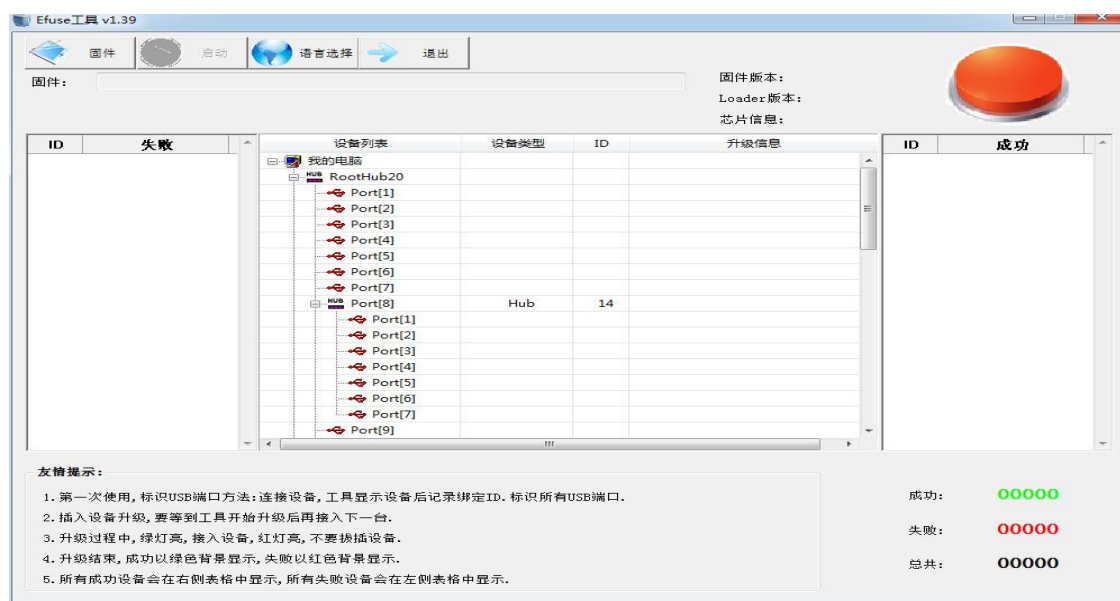 Efuse工具 v1.39
固件 启动 语言选择 退出
固件: 固件版本:
Loader版本:
芯片信息:
ID 失败 设备列表 设备类型 ID 升级信息 ID 成功
我的电脑
HUB RootHub20
Port[1]
Port[2]
Port[3]
Port[4]
Port[5]
Port[6]
Port[7]
HUB Port[8] Hub 14
Port[1]
Port[2]
Port[3]
Port[4]
Port[5]
Port[6]
Port[7]
Port[9]
友情提示:
1. 第一次使用, 标识USB端口方法: 连接设备, 工具显示设备后记录绑定ID. 标识所有USB端口.
2. 插入设备升级, 要等到工具开始升级后再接入下一台.
3. 升级过程中, 绿灯亮, 接入设备, 红灯亮, 不要拔插设备.
4. 升级结束, 成功以绿色背景显示, 失败以红色背景显示.
5. 所有成功设备会在右侧表格中显示, 所有失败设备会在左侧表格中显示.
成功: 00000
失败: 00000
总共: 00000